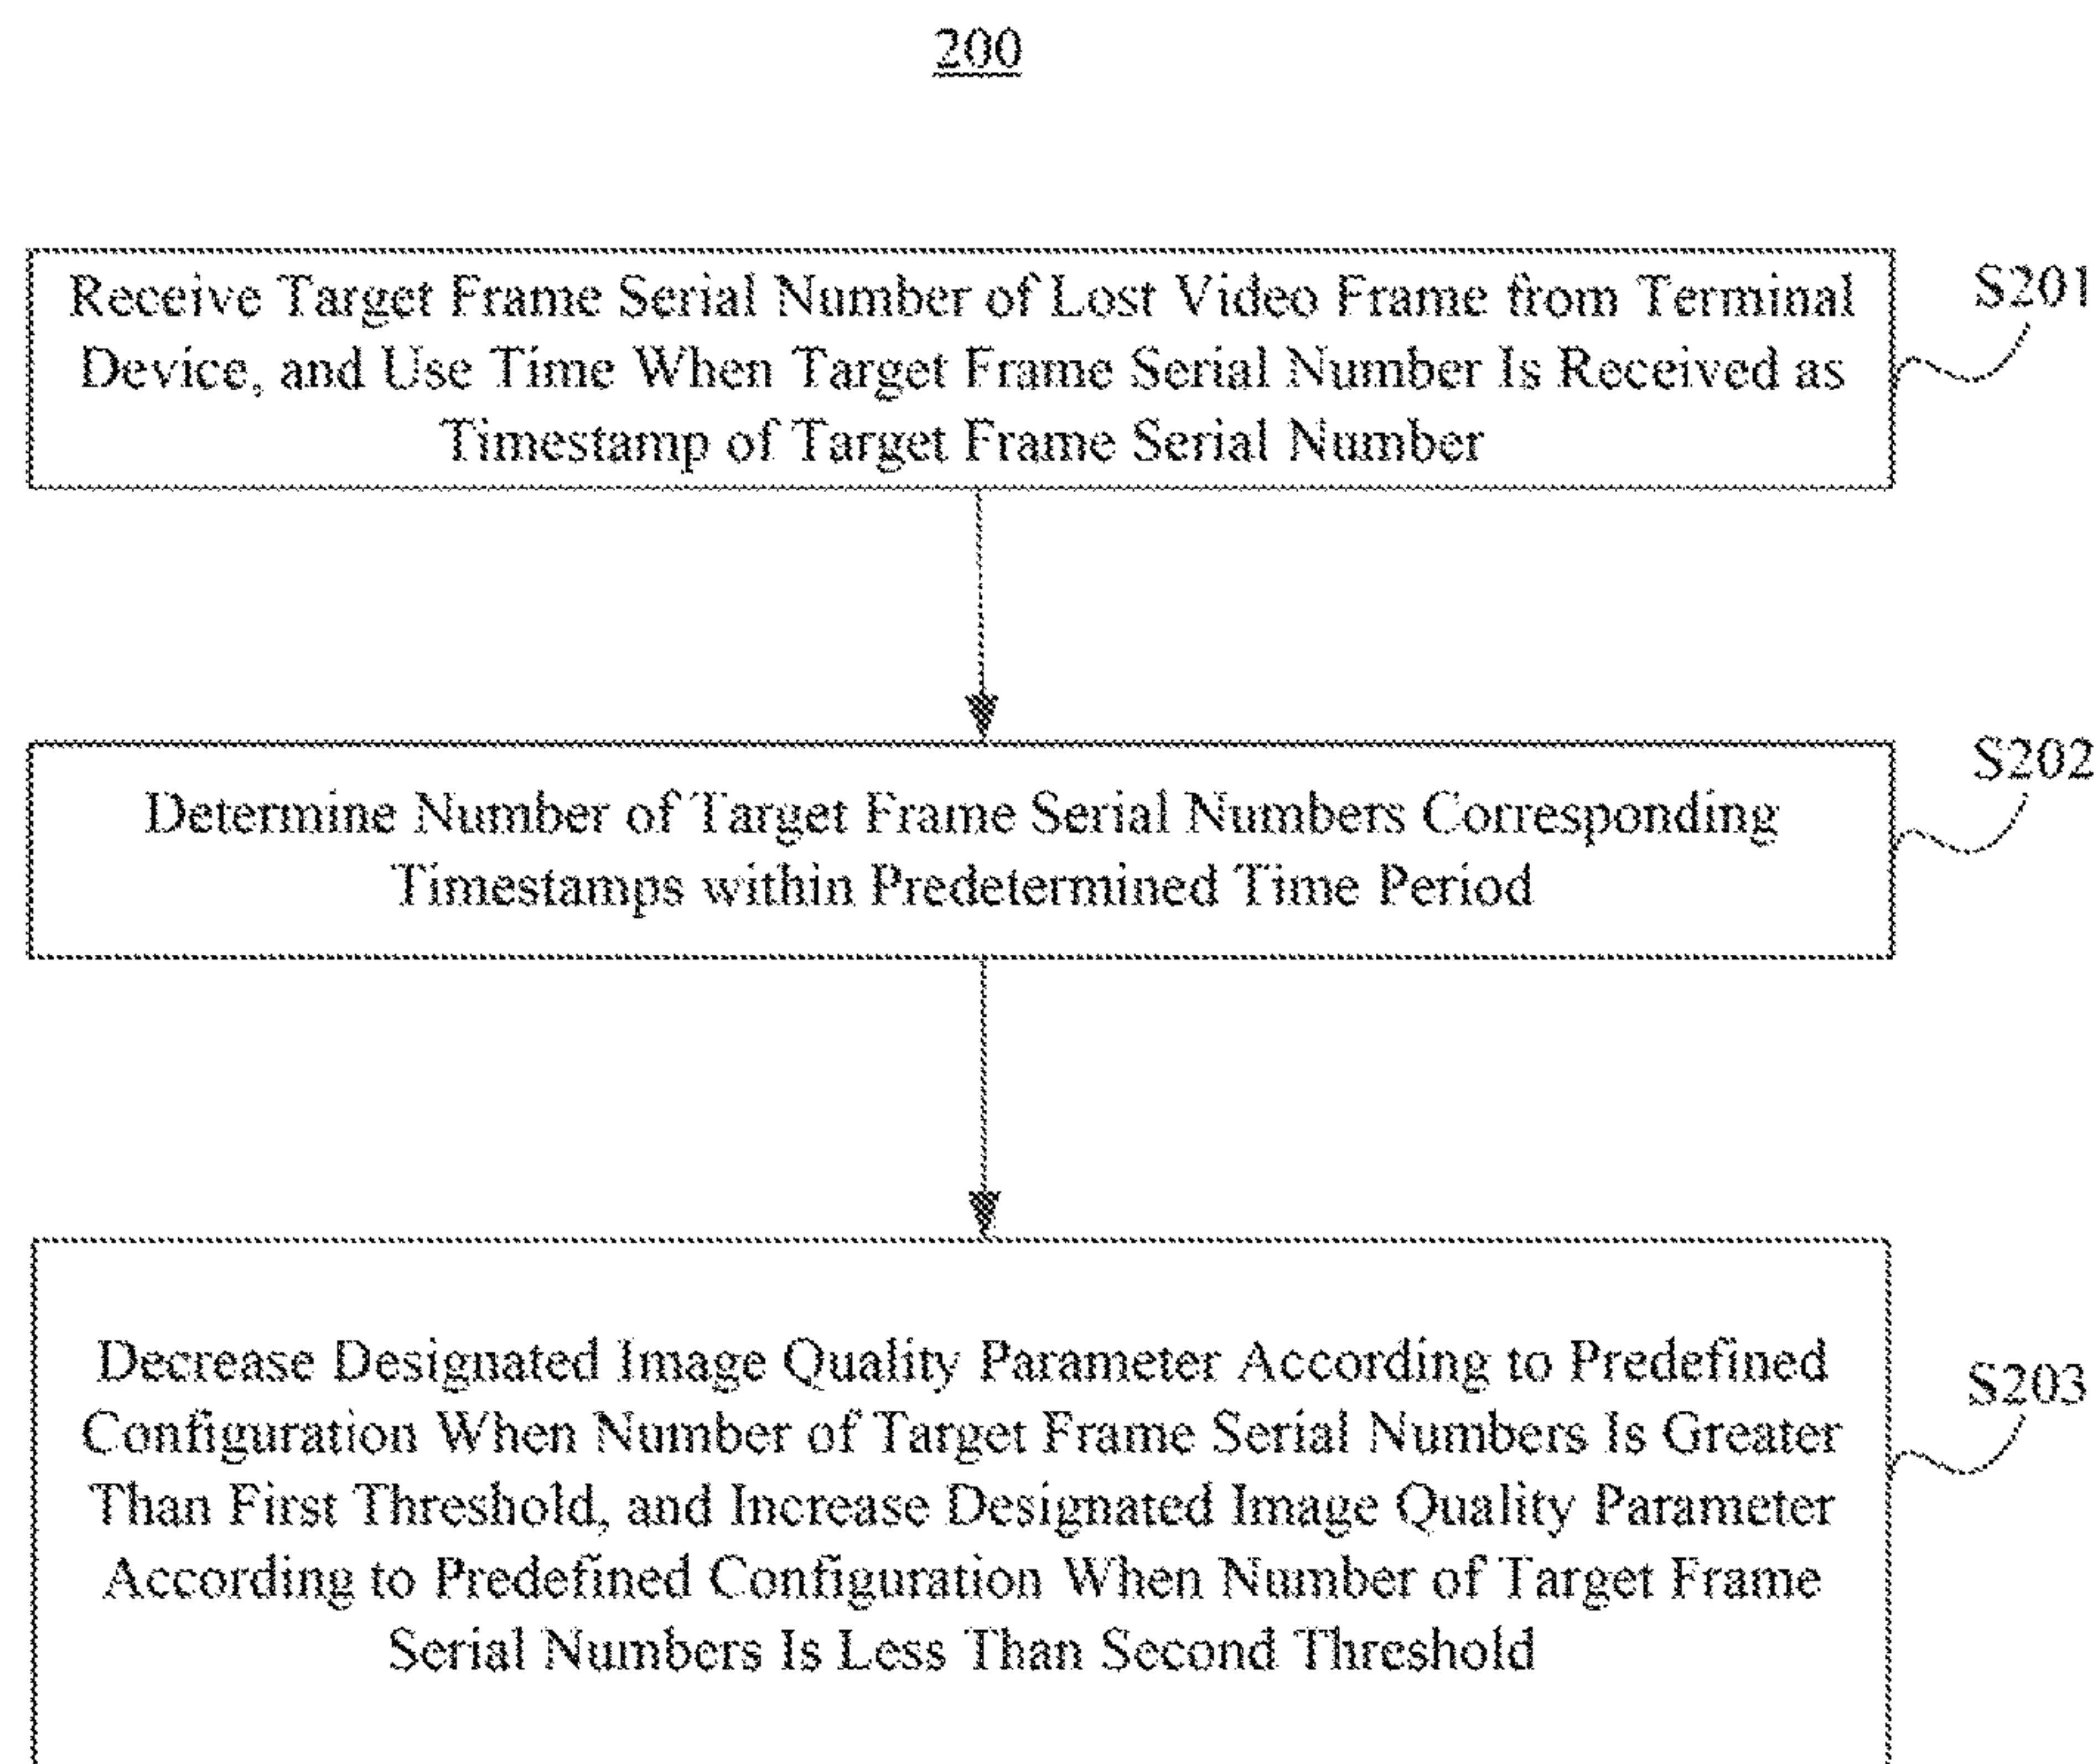 200
Receive Target Frame Serial Number of Lost Video Frame from Terminal
Device, and Use Time When Target Frame Serial Number Is Received as
Timestamp of Target Frame Serial Number
S201
Determine Number of Target Frame Serial Numbers Corresponding
Timestamps within Predetermined Time Period
S202
Decrease Designated Image Quality Parameter According to Predefined
Configuration When Number of Target Frame Serial Numbers Is Greater
Than First Threshold, and Increase Designated Image Quality Parameter
According to Predefined Configuration When Number of Target Frame
Serial Numbers Is Less Than Second Threshold
S203